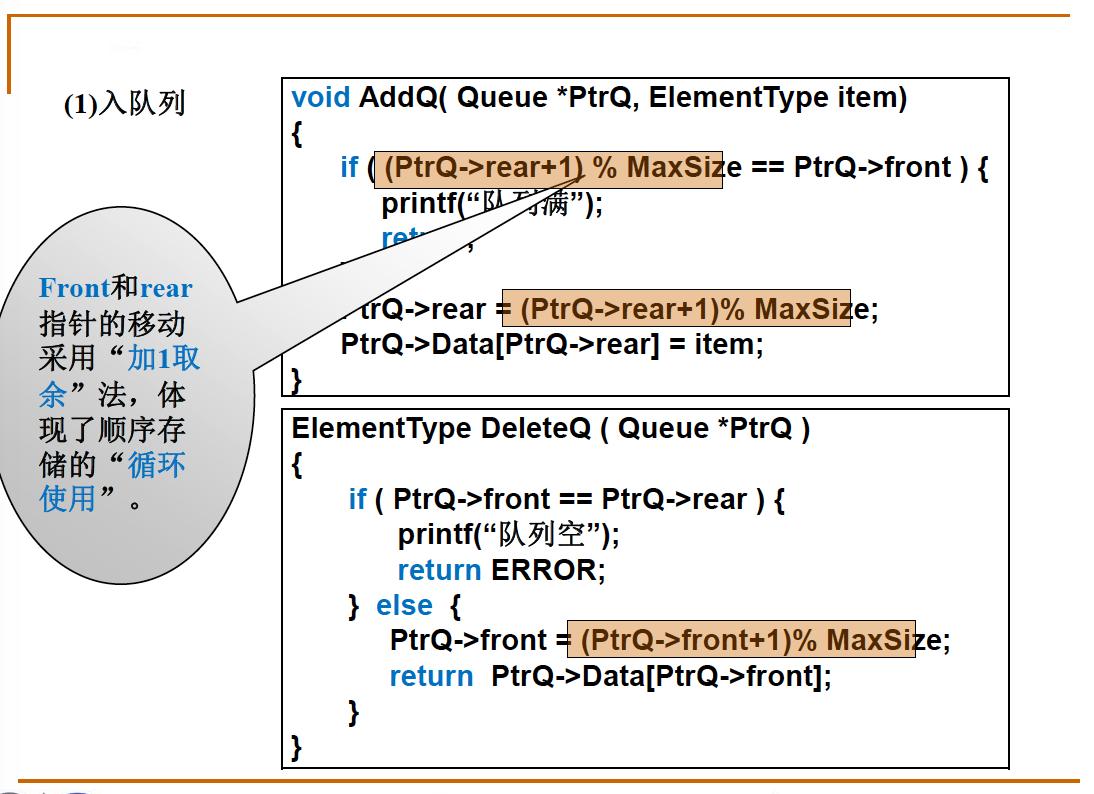 (1)入队列
void AddQ( Queue *PtrQ, ElementType item)
{
if ( (PtrQ->rear+1) % MaxSize == PtrQ->front ) {
printf(“队列满”);
trQ->rear = (PtrQ->rear+1)% MaxSize;
PtrQ->Data[PtrQ->rear] = item;
}
Front和rear
指针的移动
采用“加1取
余”法，体
现了顺序存
储的“循环
使用”。
ElementType DeleteQ ( Queue *PtrQ )
{
if ( PtrQ->front == PtrQ->rear ) {
printf(“队列空”);
return ERROR;
} else {
PtrQ->front = (PtrQ->front+1)% MaxSize;
return PtrQ->Data[PtrQ->front];
}
}